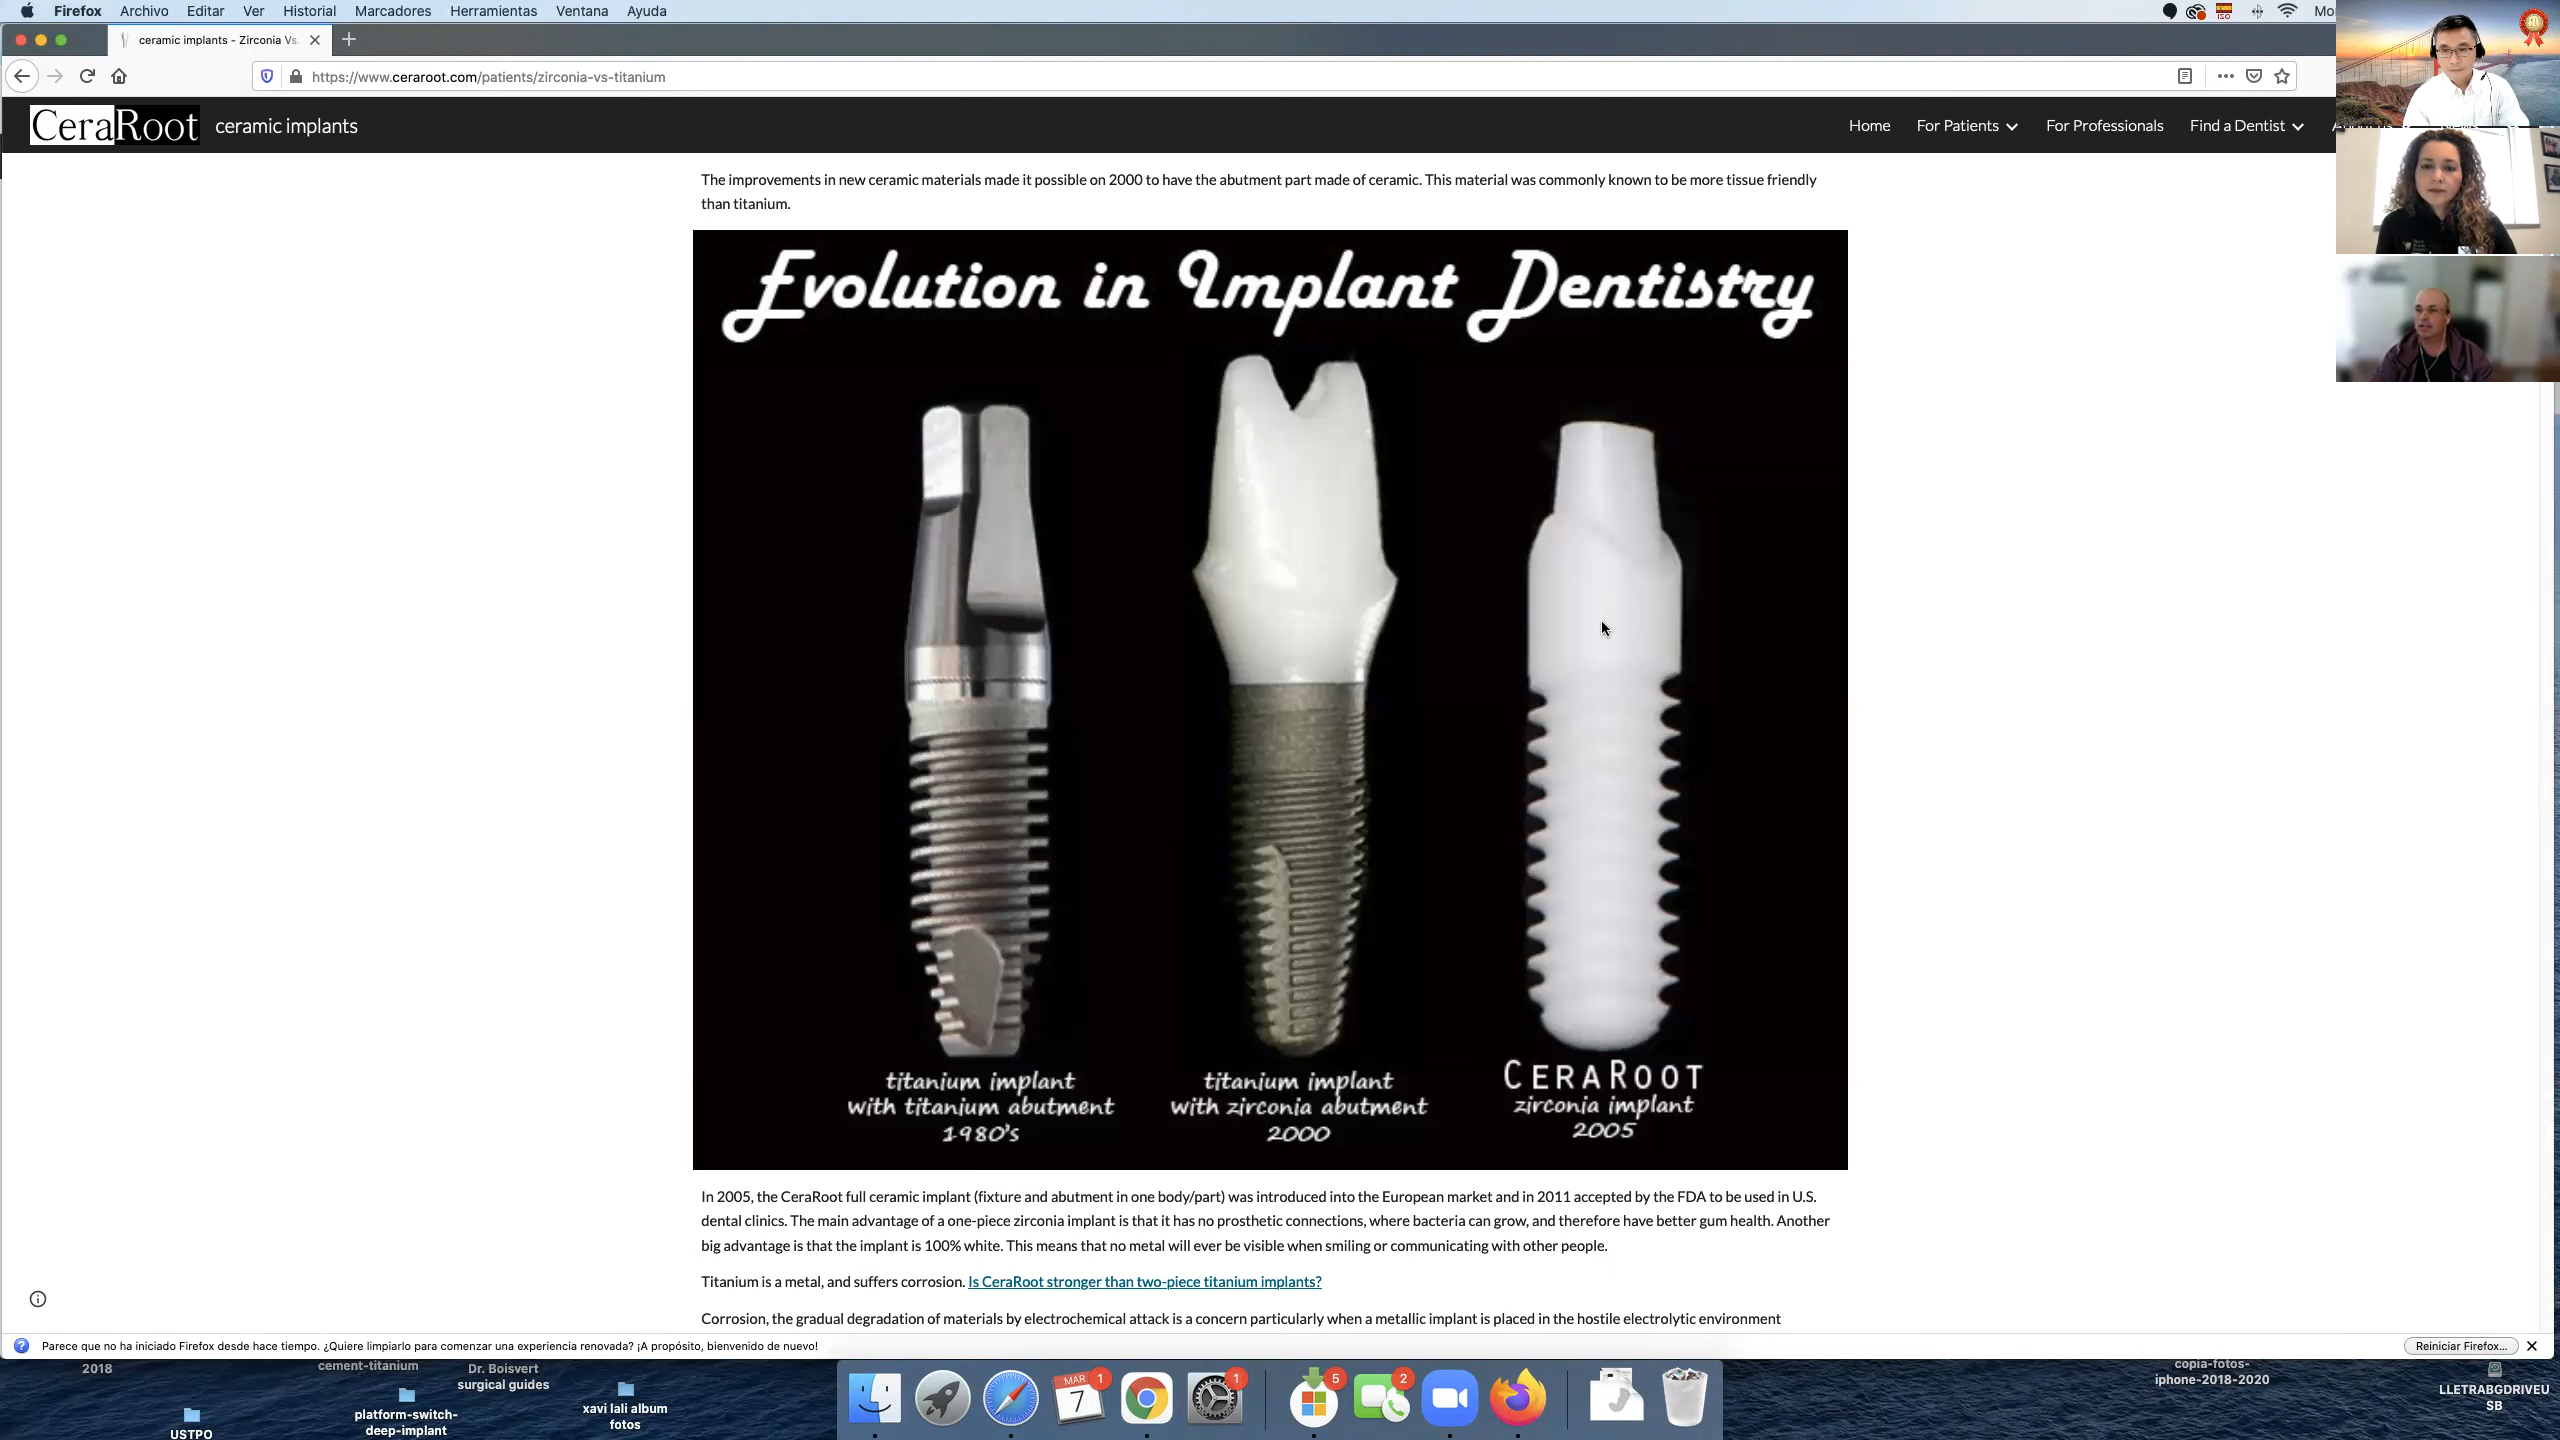 Firefox Archivo Editar Ver Historial Marcadores Herramientas Ventana Ayuda
ISO
Mo
ceramic implants - Zirconia Vs.
https://www.ceraroot.com/patients/zirconia-vs-titanium
CeraRoot ceramic implants
Home For Patients For Professionals Find a Dentist
The improvements in new ceramic materials made it possible on 2000 to have the abutment part made of ceramic. This material was commonly known to be more tissue friendly
than titanium.
Evolution in Implant Dentistry
titanium implant
with titanium abutment
1980's
titanium implant
with zirconia abutment
2000
CERAROOT
zirconia implant
2005
In 2005, the CeraRoot full ceramic implant (fixture and abutment in one body/part) was introduced into the European market and in 2011 accepted by the FDA to be used in U.S.
dental clinics. The main advantage of a one-piece zirconia implant is that it has no prosthetic connections, where bacteria can grow, and therefore have better gum health. Another
big advantage is that the implant is 100% white. This means that no metal will ever be visible when smiling or communicating with other people.
Titanium is a metal, and suffers corrosion. Is CeraRoot stronger than two-piece titanium implants?
Corrosion, the gradual degradation of materials by electrochemical attack is a concern particularly when a metallic implant is placed in the hostile electrolytic environment
Parece que no ha iniciado Firefox desde hace tiempo. ¿Quiere limpiarlo para comenzar una experiencia renovada? ¡A propósito, bienvenido de nuevo!
Reiniciar Firefox...
2018
cement-titanium
Dr. Boisvert
surgical guides
platform-switch-
deep-implant
xavi lali album
fotos
USTPO
MAR
7
1
1
5
2
copia-fotos-
iphone-2018-2020
LLETRABGDRIVEU
SB